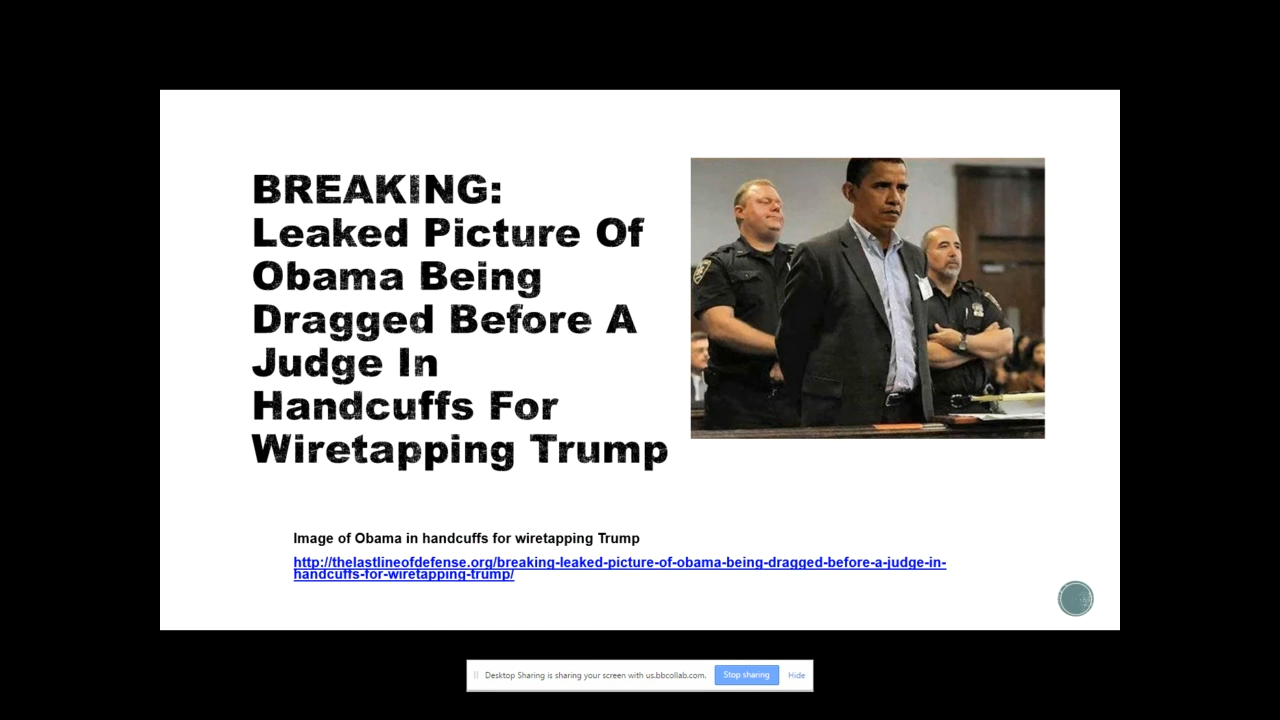 BREAKING:
Leaked Picture Of
Obama Being
Dragged Before A
Judge In
Handcuffs For
Wiretapping Trump
Image of Obama in handcuffs for wiretapping Trump
http://thelastlineofdefense.org/breaking-leaked-picture-of-obama-being-dragged-before-a-judge-in-
handcuffs-for-wiretapping-trump/
Desktop Sharing is sharing your screen with us.bbcollab.com. Stop sharing Hide